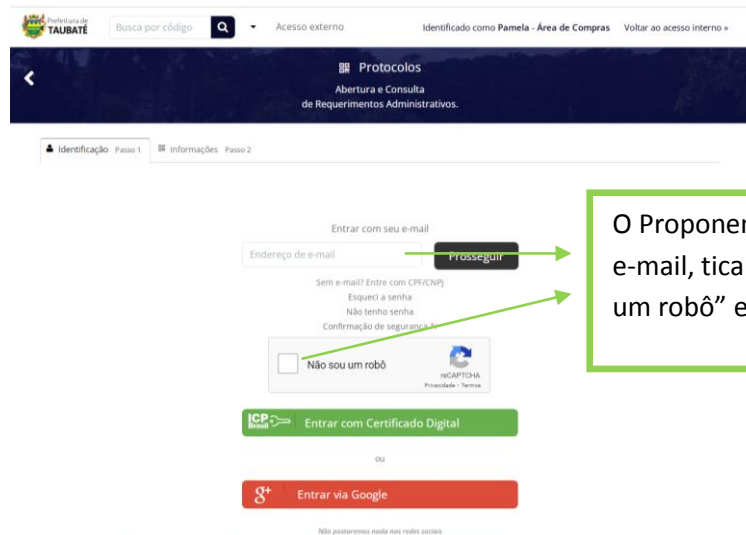 Prefeitura de
TAUBATÉ
Busca por código
Acesso externo
Identificado como Pamela - Área de Compras
Voltar ao acesso interno »
Protocolos
Abertura e Consulta
de Requerimentos Administrativos.
Identificação Passo 1
Informações Passo 2
Entrar com seu e-mail
Endereço de e-mail
Prosseguir
Sem e-mail? Entre com CPF/CNPJ
Esqueci a senha
Não tenho senha
Confirmação de segurança
Não sou um robô
reCAPTCHA
Privacidade - Termos
ICP Brasil
Entrar com Certificado Digital
ou
g+ Entrar via Google
Não postaremos nada nas redes sociais
O Proponen
e-mail, tica
um robô” e